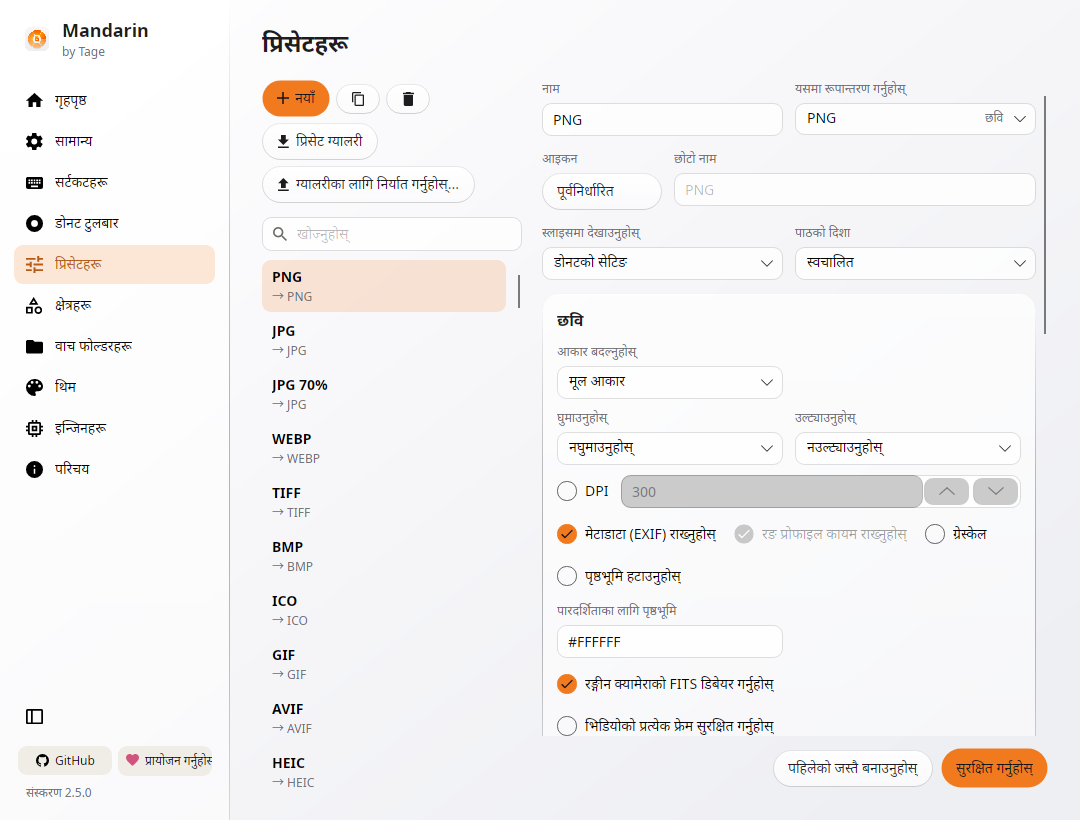 Mandarin
by Tage
गृहपृष्ठ
सामान्य
सर्टकटहरू
डोनट टुलबार
प्रिसेटहरू
क्षेत्रहरू
वाच फोल्डरहरू
थिम
इन्जिनहरू
परिचय
GitHub
प्रायोजन गर्नुहोस्
संस्करण 2.5.0
प्रिसेटहरू
नयाँ
प्रिसेट ग्यालरी
ग्यालरीका लागि निर्यात गर्नुहोस्...
खोज्नुहोस्
PNG
→ PNG
JPG
→ JPG
JPG 70%
→ JPG
WEBP
→ WEBP
TIFF
→ TIFF
BMP
→ BMP
ICO
→ ICO
GIF
→ GIF
AVIF
→ AVIF
HEIC
→ HEIC
नाम
यसमा रूपान्तरण गर्नुहोस्
PNG
PNG छवि
आइकन
छोटो नाम
पूर्वनिर्धारित
PNG
स्लाइसमा देखाउनुहोस्
पाठको दिशा
डोनटको सेटिङ
स्वचालित
छवि
आकार बदल्नुहोस्
मूल आकार
घुमाउनुहोस्
उल्ट्याउनुहोस्
नघुमाउनुहोस्
नउल्ट्याउनुहोस्
DPI 300
मेटाडाटा (EXIF) राख्नुहोस्
रङ प्रोफाइल कायम राख्नुहोस्
ग्रेस्केल
पृष्ठभूमि हटाउनुहोस्
पारदर्शिताका लागि पृष्ठभूमि
#FFFFFF
रङ्गीन क्यामेराको FITS डिबेयर गर्नुहोस्
भिडियोको प्रत्येक फ्रेम सुरक्षित गर्नुहोस्
पहिलेको जस्तै बनाउनुहोस्
सुरक्षित गर्नुहोस्